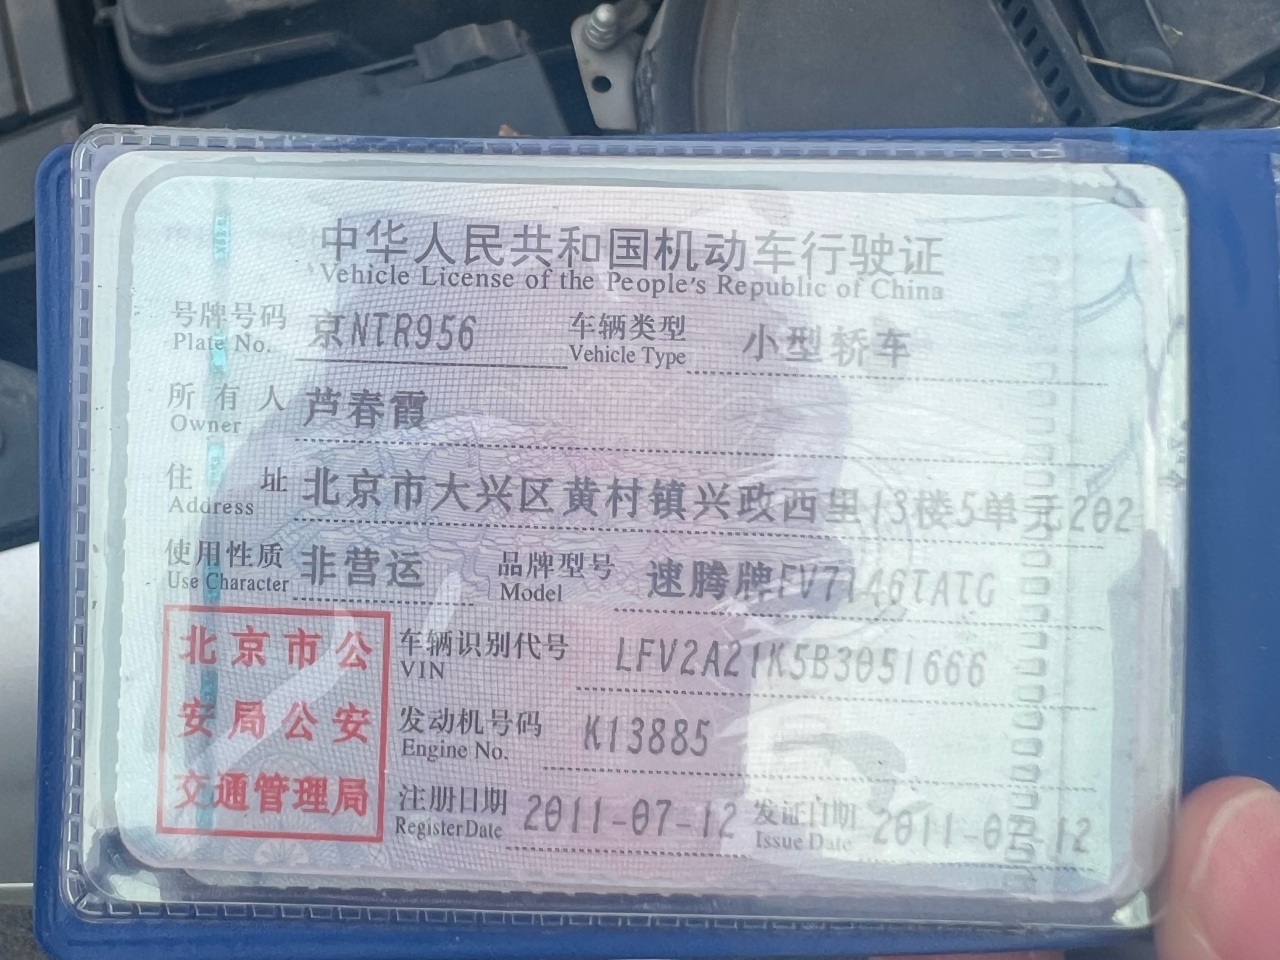 中华人民共和国机动车行驶证
Vehicle License of the People's Republic of China
号牌号码 京NTR956 车辆类型 小型轿车
Plate No. Vehicle Type
所有人 芦春霞
Owner
住址 北京市大兴区黄村镇兴政西里13楼5单元202
Address
使用性质 非营运 品牌型号 速腾牌FV7146TATG
Use Character Model
北京市公
安局公安
交通管理局
车辆识别代号 LFV2A21K5B3051666
VIN
发动机号码 K13885
Engine No.
注册日期 2011-07-12 发证日期 2011-07-12
Register Date Issue Date